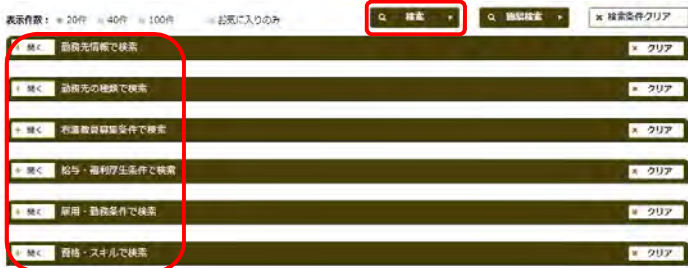 表示件数： 20件 40件 100件 お気に入りのみ 検索 簡易検索 × 検索条件クリア
+ 開く 勤務先情報で検索 × クリア
+ 開く 勤務先の種類で検索 × クリア
+ 開く 看護教員募集条件で検索 × クリア
+ 開く 給与・福利厚生条件で検索 × クリア
+ 開く 雇用・勤務条件で検索 × クリア
+ 開く 資格・スキルで検索 × クリア